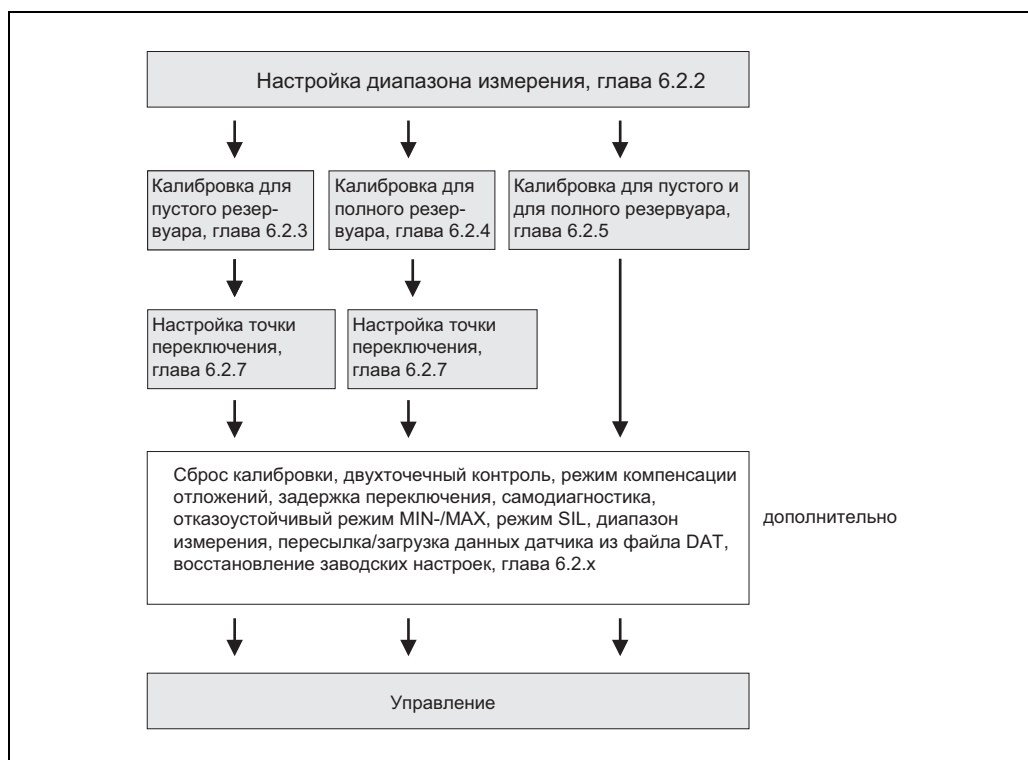 Настройка диапазона измерения, глава 6.2.2
Калибровка для
пустого резер-
вуара, глава 6.2.3
Калибровка для
полного резер-
вуара, глава 6.2.4
Калибровка для пустого и
для полного резервуара,
глава 6.2.5
Настройка точки
переключения,
глава 6.2.7
Настройка точки
переключения,
глава 6.2.7
Сброс калибровки, двухточечный контроль, режим компенсации
отложений, задержка переключения, самодиагностика,
отказоустойчивый режим MIN-/MAX, режим SIL, диапазон
измерения, пересылка/загрузка данных датчика из файла DAT,
восстановление заводских настроек, глава 6.2.x
дополнительно
Управление